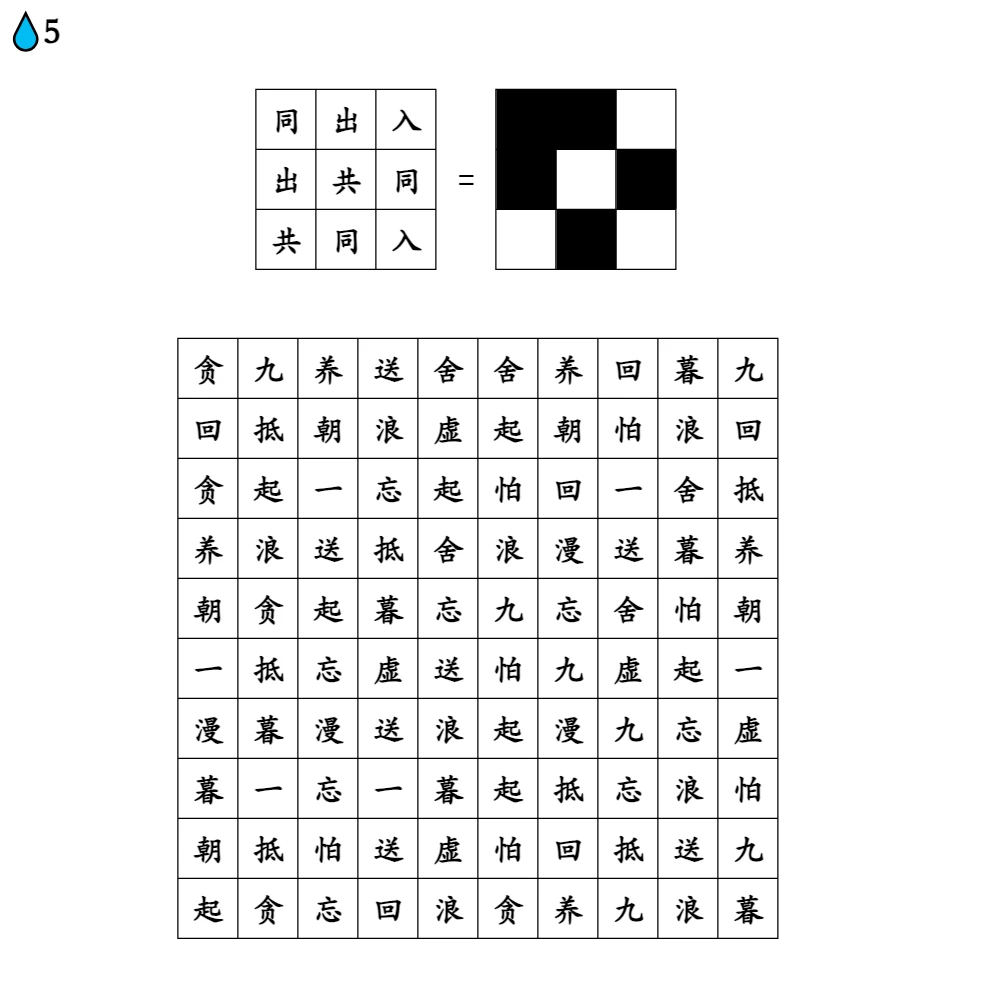 5
同 出 入
出 共 同 =
共 同 入
贪 九 养 送 舍 舍 养 回 暮 九
回 抵 朝 浪 虚 起 朝 怕 浪 回
贪 起 一 忘 起 怕 回 一 舍 抵
养 浪 送 抵 舍 浪 漫 送 暮 养
朝 贪 起 暮 忘 九 忘 舍 怕 朝
一 抵 忘 虚 送 怕 九 虚 起 一
漫 暮 漫 送 浪 起 漫 九 忘 虚
暮 一 忘 一 暮 起 抵 忘 浪 怕
朝 抵 怕 送 虚 怕 回 抵 送 九
起 贪 忘 回 浪 贪 养 九 浪 暮